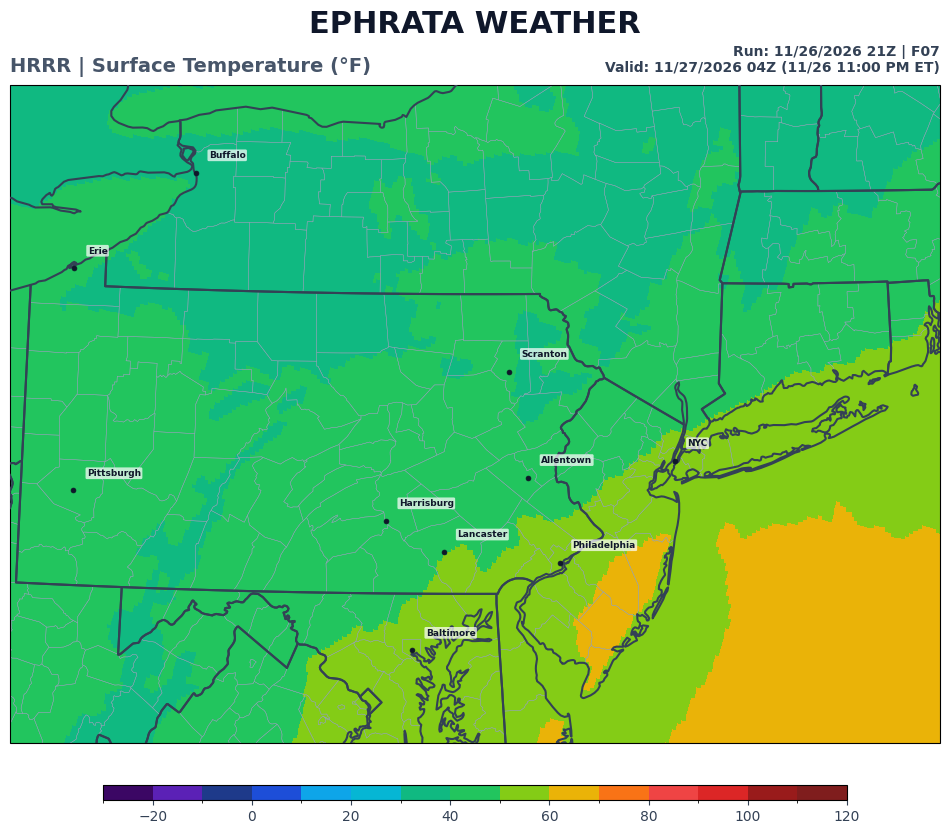 EPHRATA WEATHER
HRRR | Surface Temperature (°F)
Run: 11/26/2026 21Z | F07
Valid: 11/27/2026 04Z (11/26 11:00 PM ET)
Buffalo
Erie
Scranton
NYC
Allentown
Pittsburgh
Harrisburg
Lancaster
Philadelphia
Baltimore
−20 0 20 40 60 80 100 120